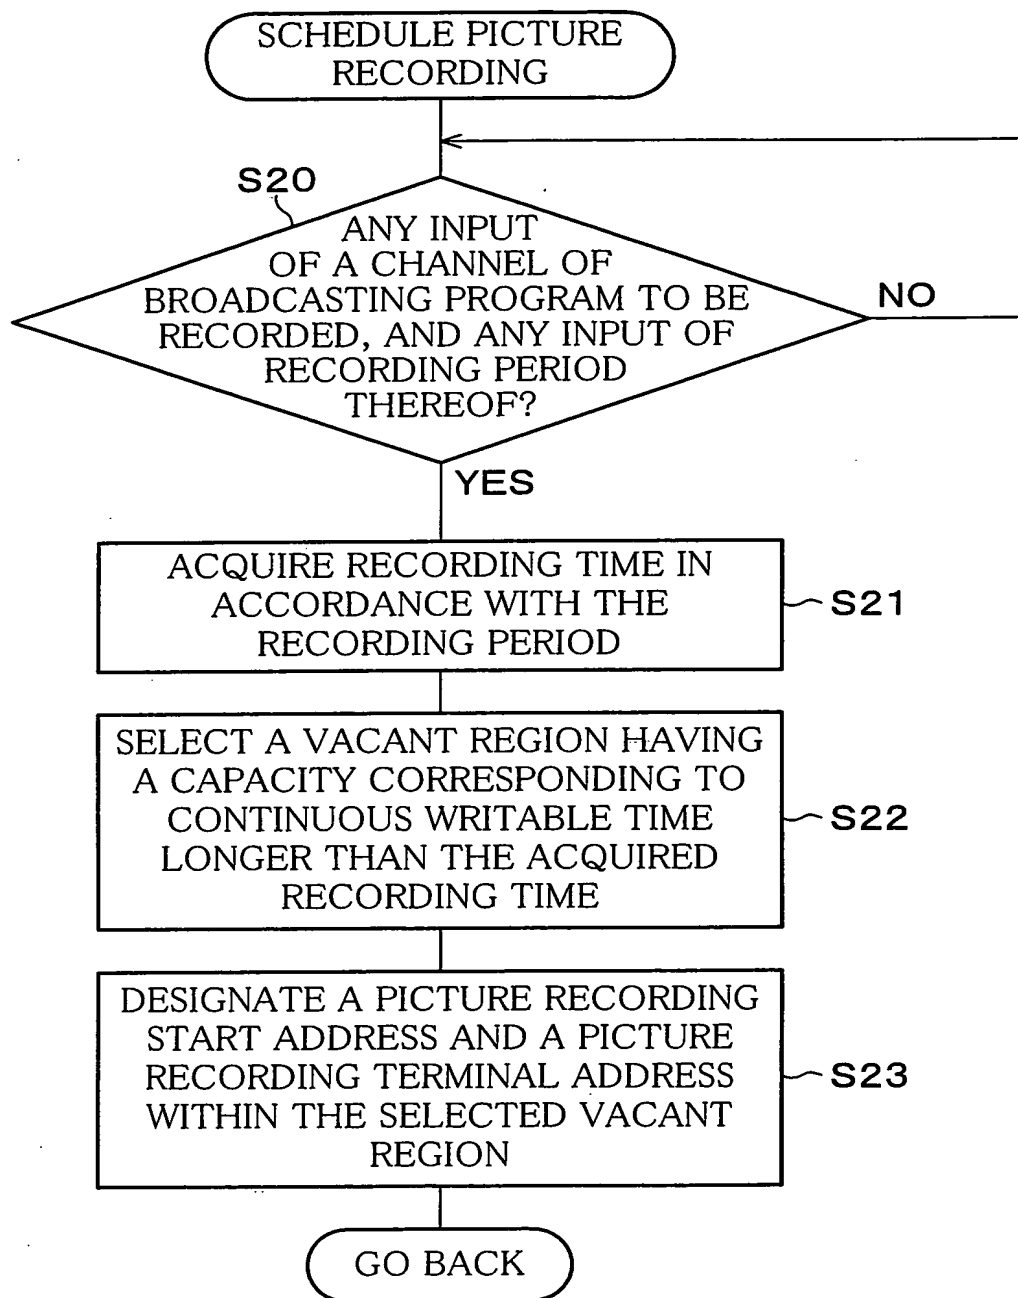 SCHEDULE PICTURE
RECORDING
S20
ANY INPUT
OF A CHANNEL OF
BROADCASTING PROGRAM TO BE
RECORDED, AND ANY INPUT OF
RECORDING PERIOD
THEREOF?
NO
YES
ACQUIRE RECORDING TIME IN
ACCORDANCE WITH THE
RECORDING PERIOD
S21
SELECT A VACANT REGION HAVING
A CAPACITY CORRESPONDING TO
CONTINUOUS WRITABLE TIME
LONGER THAN THE ACQUIRED
RECORDING TIME
S22
DESIGNATE A PICTURE RECORDING
START ADDRESS AND A PICTURE
RECORDING TERMINAL ADDRESS
WITHIN THE SELECTED VACANT
REGION
S23
GO BACK